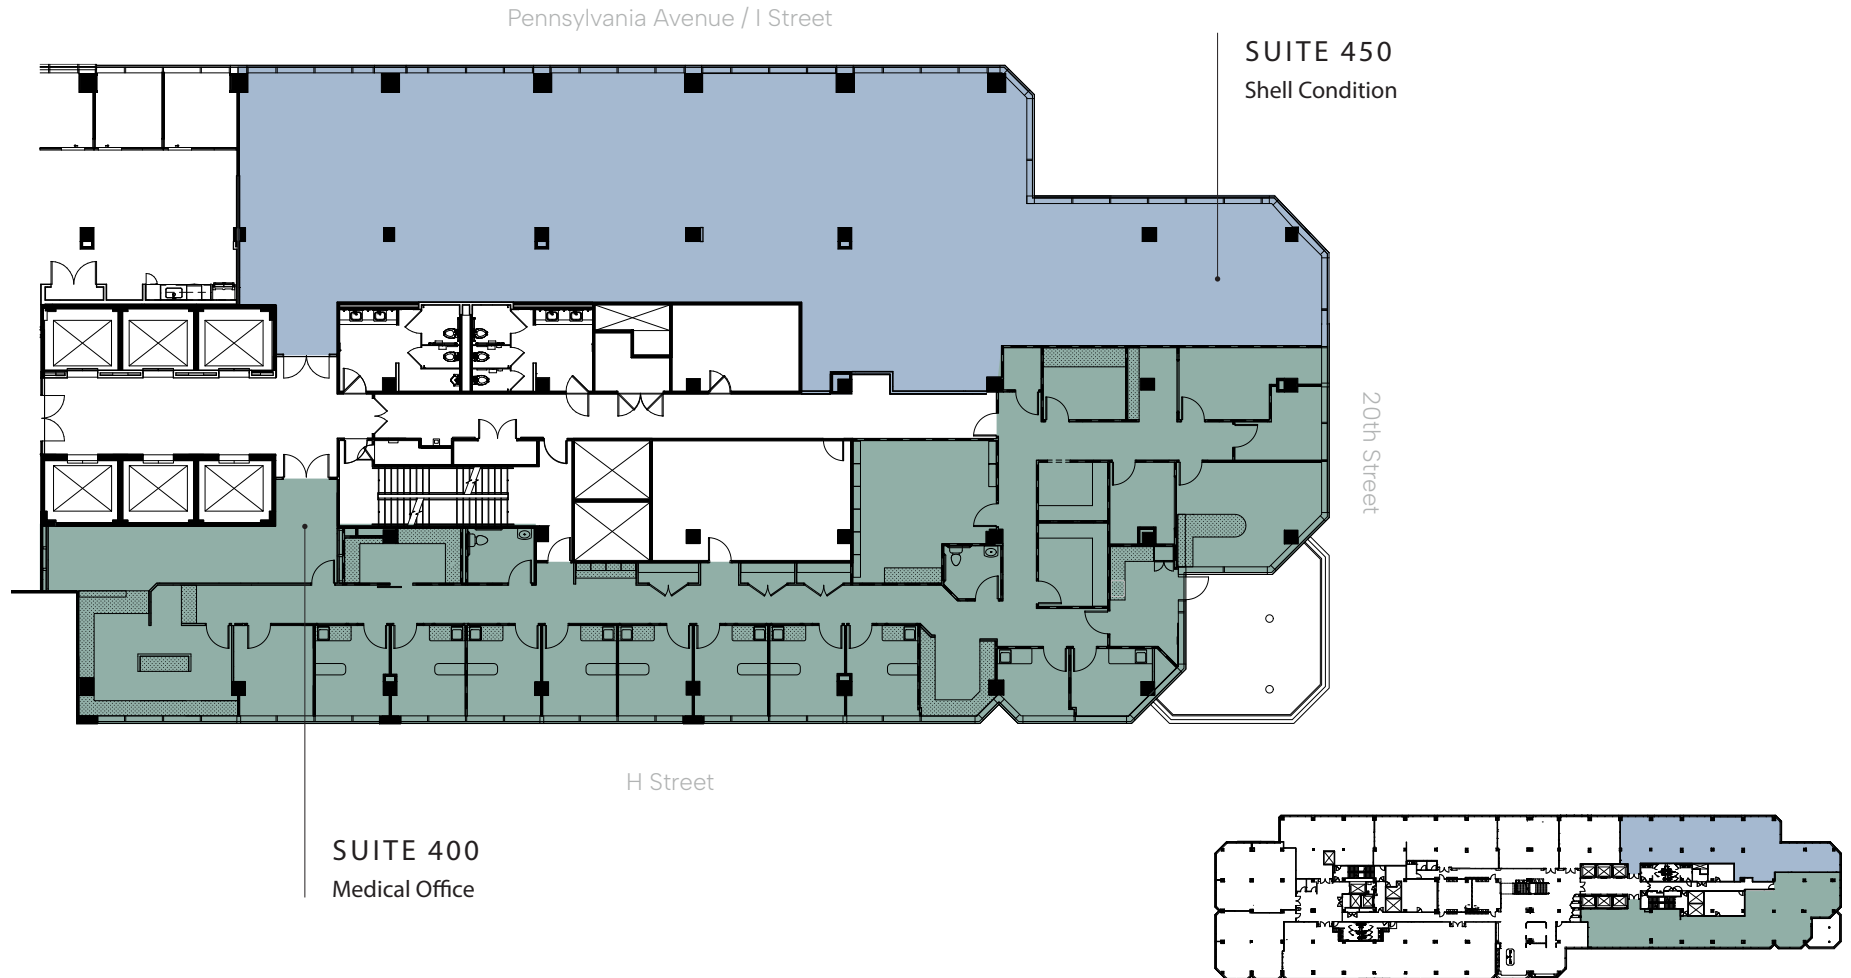 Pennsylvania Avenue / I Street
SUITE 450
Shell Condition
20th Street
H Street
SUITE 400
Medical Office